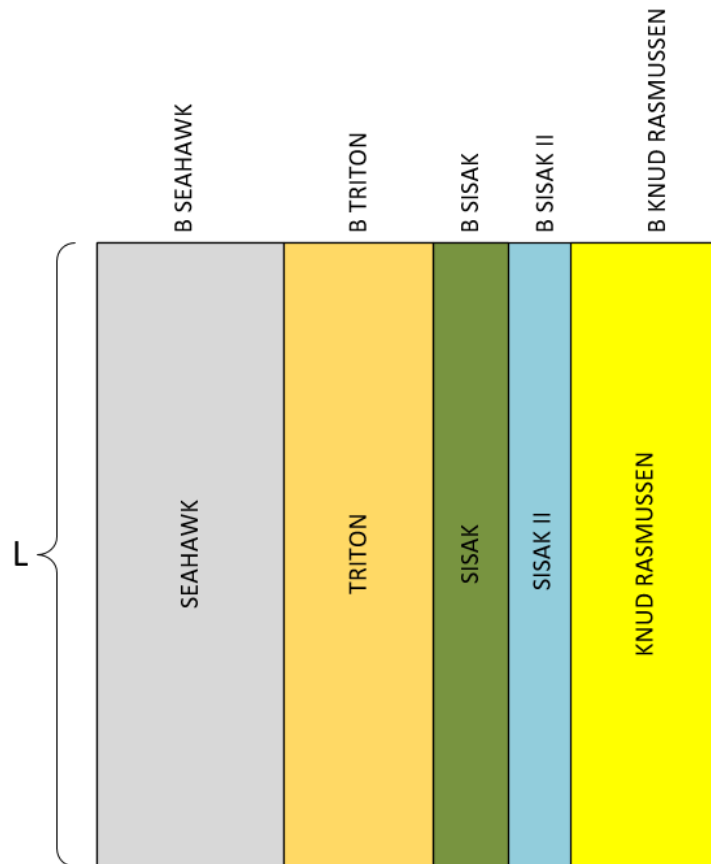 B SEAHAWK
B TRITON
B SISAK
B SISAK II
B KNUD RASMUSSEN
L
SEAHAWK
TRITON
SISAK
SISAK II
KNUD RASMUSSEN